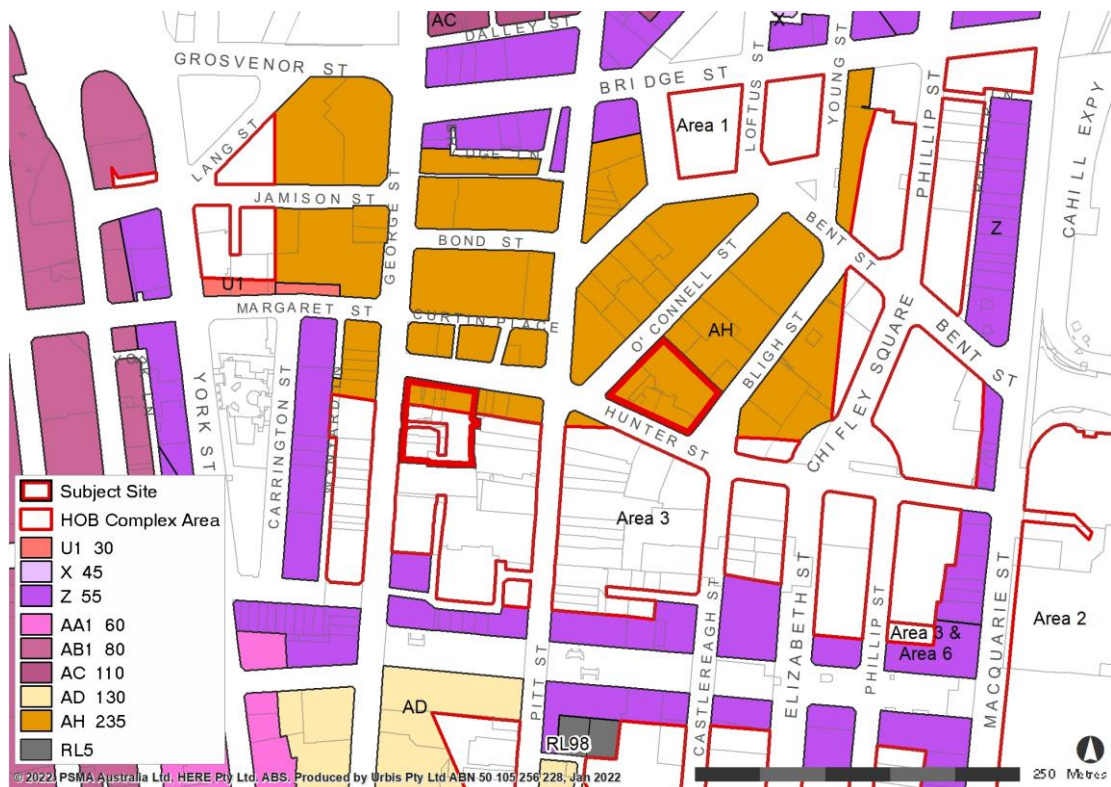 AC
DALLEY ST
X
GROSVENOR ST
BRIDGE ST
LOFTUS ST
YOUNG ST
PHILLIP ST
CAHILL EXPY
Area 1
LANG ST
JAMISON ST
GEORGE ST
BOND ST
BENT ST
Z
U1
MARGARET ST
CURTIN PLACE
O' CONNELL ST
AH
BLIGH ST
CHIFLEY SQUARE
BENT ST
YORK LN
YORK ST
CARRINGTON ST
WYNYARD LN
HUNTER ST
Area 3
PITT ST
CASTLEREAGH ST
ELIZABETH ST
PHILLIP ST
Area 3 &
Area 6
MACQUARIE ST
Area 2
AD
RL98
Subject Site
HOB Complex Area
U1 30
X 45
Z 55
AA1 60
AB1 80
AC 110
AD 130
AH 235
RL5
© 2022. PSMA Australia Ltd, HERE Pty Ltd. ABS. Produced by Urbis Pty Ltd ABN 50 105 256 228, Jan 2022
250 Metres